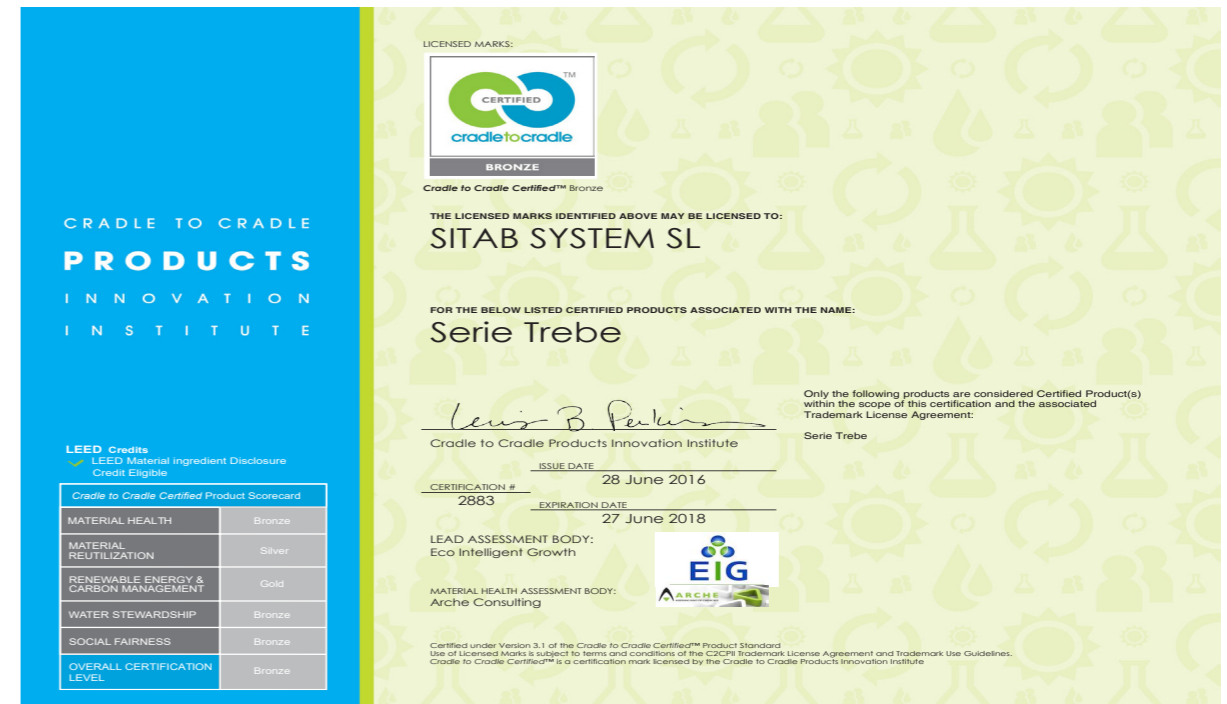 CRADLE TO CRADLE
PRODUCTS
INNOVATION
INSTITUTE
LEED Credits
LEED Material ingredient Disclosure
Credit Eligible
Cradle to Cradle Certified Product Scorecard
MATERIAL HEALTH Bronze
MATERIAL
REUTILIZATION Silver
RENEWABLE ENERGY &
CARBON MANAGEMENT Gold
WATER STEWARDSHIP Bronze
SOCIAL FAIRNESS Bronze
OVERALL CERTIFICATION
LEVEL Bronze
LICENSED MARKS:
TM
CERTIFIED
cradletocradle
BRONZE
Cradle to Cradle Certified™ Bronze
THE LICENSED MARKS IDENTIFIED ABOVE MAY BE LICENSED TO:
SITAB SYSTEM SL
FOR THE BELOW LISTED CERTIFIED PRODUCTS ASSOCIATED WITH THE NAME:
Serie Trebe
Lewis B. Perkins
Cradle to Cradle Products Innovation Institute
ISSUE DATE
28 June 2016
CERTIFICATION #
2883
EXPIRATION DATE
27 June 2018
LEAD ASSESSMENT BODY:
Eco Intelligent Growth
EIG
MATERIAL HEALTH ASSESSMENT BODY:
Arche Consulting
ARCHE
Only the following products are considered Certified Product(s)
within the scope of this certification and the associated
Trademark License Agreement:
Serie Trebe
Certified under Version 3.1 of the Cradle to Cradle Certified™ Product Standard
Use of Licensed Marks is subject to terms and conditions of the C2CPII Trademark License Agreement and Trademark Use Guidelines.
Cradle to Cradle Certified™ is a certification mark licensed by the Cradle to Cradle Products Innovation Institute